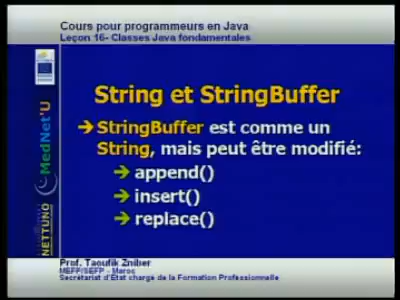 Cours pour programmeurs en Java
Leçon 16- Classes Java fondamentales
String et StringBuffer
StringBuffer est comme un
String, mais peut être modifié:
append()
insert()
replace()
MedNet'U
NETTUNO
Prof. Taoufik Zniber
MEFP/SEFP - Maroc
Secrétariat d'Etat chargé de la Formation Professionnelle